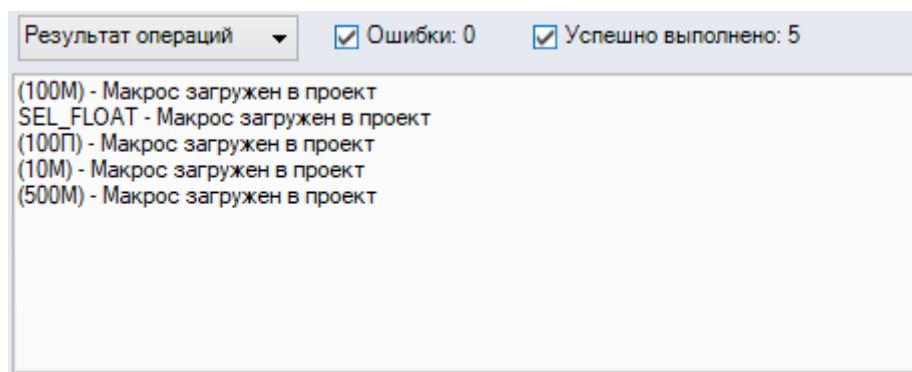 Результат операций
Ошибки: 0
Успешно выполнено: 5
(100М) - Макрос загружен в проект
SEL_FLOAT - Макрос загружен в проект
(100П) - Макрос загружен в проект
(10М) - Макрос загружен в проект
(500М) - Макрос загружен в проект